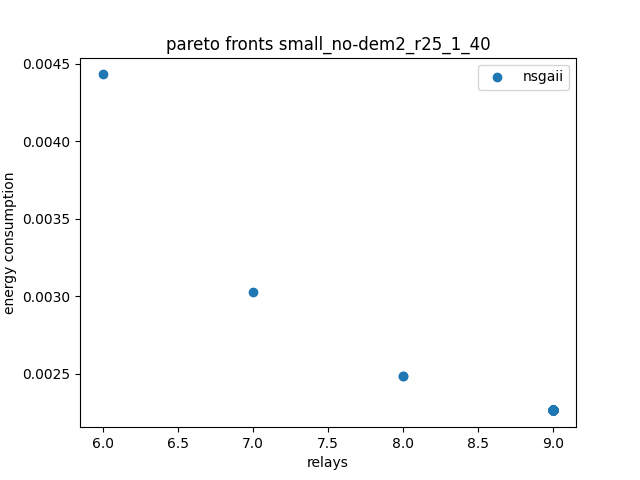 pareto fronts small_no-dem2_r25_1_40
nsgaii
0.0045
0.0040
0.0035
0.0030
0.0025
energy consumption
6.0 6.5 7.0 7.5 8.0 8.5 9.0
relays